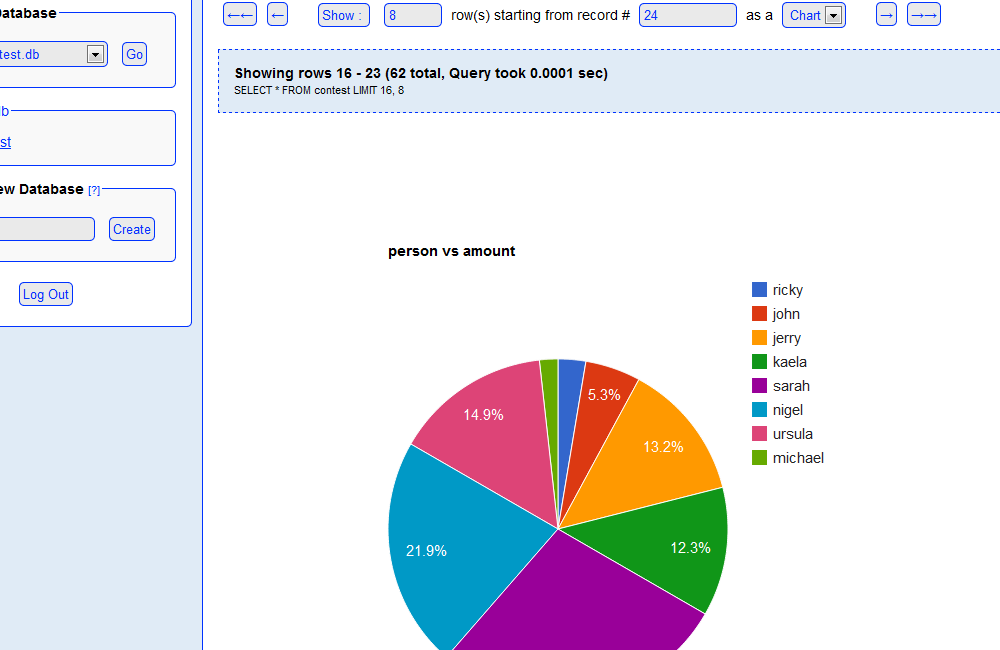 Database
test.db Go
b
st
ew Database [?]
Create
Log Out
←← ← Show : 8 row(s) starting from record # 24 as a Chart → →→
Showing rows 16 - 23 (62 total, Query took 0.0001 sec)
SELECT * FROM contest LIMIT 16, 8
person vs amount
ricky
john
jerry
kaela
sarah
nigel
ursula
michael
5.3%
14.9%
13.2%
12.3%
21.9%